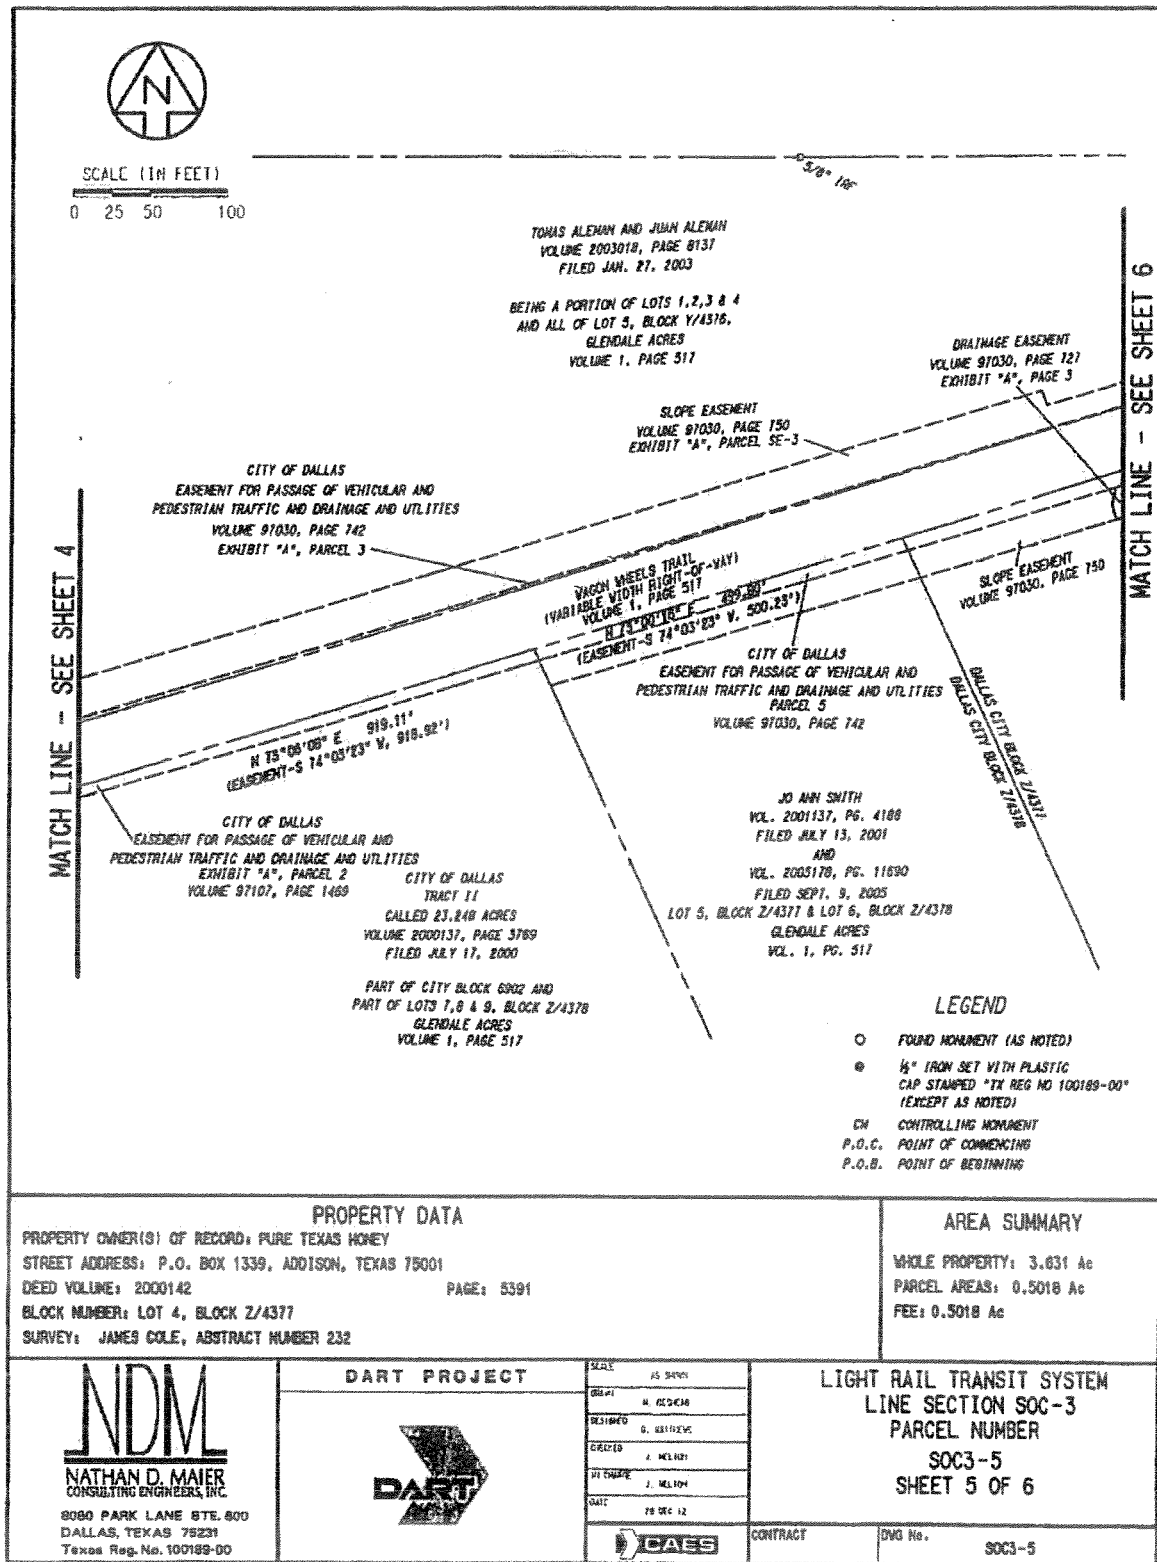 N
SCALE (IN FEET)
0 25 50 100
5/8" IRF
TOMAS ALEMAN AND JUAN ALEMAN
VOLUME 2003018, PAGE 8137
FILED JAN. 27, 2003
BEING A PORTION OF LOTS 1,2,3 & 4
AND ALL OF LOT 5, BLOCK Y/4376,
GLENDALE ACRES
VOLUME 1, PAGE 517
DRAINAGE EASEMENT
VOLUME 97030, PAGE 727
EXHIBIT "A", PAGE 3
MATCH LINE - SEE SHEET 6
SLOPE EASEMENT
VOLUME 97030, PAGE 750
EXHIBIT "A", PARCEL SE-3
CITY OF DALLAS
EASEMENT FOR PASSAGE OF VEHICULAR AND
PEDESTRIAN TRAFFIC AND DRAINAGE AND UTLITIES
VOLUME 97030, PAGE 742
EXHIBIT "A", PARCEL 3
MATCH LINE - SEE SHEET 4
WAGON WHEELS TRAIL
(VARIABLE WIDTH RIGHT-OF-WAY)
VOLUME 1, PAGE 517
(EASEMENT-S 74°03'23" W, 500.23')
SLOPE EASEMENT
VOLUME 97030, PAGE 750
CITY OF DALLAS
EASEMENT FOR PASSAGE OF VEHICULAR AND
PEDESTRIAN TRAFFIC AND DRAINAGE AND UTLITIES
PARCEL 5
VOLUME 97030, PAGE 742
DALLAS CITY BLOCK Z/4377
DALLAS CITY BLOCK Z/4378
N 73°06'08" E 919.11'
(EASEMENT-S 74°03'23" W, 918.92')
CITY OF DALLAS
EASEMENT FOR PASSAGE OF VEHICULAR AND
PEDESTRIAN TRAFFIC AND DRAINAGE AND UTLITIES
EXHIBIT "A", PARCEL 2
VOLUME 97107, PAGE 1469
CITY OF DALLAS
TRACT II
CALLED 23.248 ACRES
VOLUME 2000137, PAGE 3769
FILED JULY 17, 2000
PART OF CITY BLOCK 6902 AND
PART OF LOTS 7,8 & 9, BLOCK Z/4378
GLENDALE ACRES
VOLUME 1, PAGE 517
JO ANN SMITH
VOL. 2001137, PG. 4188
FILED JULY 13, 2001
AND
VOL. 2005178, PG. 11690
FILED SEPT. 9, 2005
LOT 5, BLOCK Z/4377 & LOT 6, BLOCK Z/4378
GLENDALE ACRES
VOL. 1, PG. 517
LEGEND
FOUND MONUMENT (AS NOTED)
½" IRON SET WITH PLASTIC
CAP STAMPED "TX REG NO 100189-00"
(EXCEPT AS NOTED)
CM CONTROLLING MONUMENT
P.O.C. POINT OF COMMENCING
P.O.B. POINT OF BEGINNING
PROPERTY DATA
PROPERTY OWNER(S) OF RECORD: PURE TEXAS HONEY
STREET ADDRESS: P.O. BOX 1339, ADDISON, TEXAS 75001
DEED VOLUME: 2000142 PAGE: 5391
BLOCK NUMBER: LOT 4, BLOCK Z/4377
SURVEY: JAMES COLE, ABSTRACT NUMBER 232
AREA SUMMARY
WHOLE PROPERTY: 3.631 Ac
PARCEL AREAS: 0.5018 Ac
FEE: 0.5018 Ac
NDM
NATHAN D. MAIER
CONSULTING ENGINEERS, INC.
8080 PARK LANE STE. 600
DALLAS, TEXAS 75231
Texas Reg. No. 100189-00
DART PROJECT
DART
SCALE
AS SHOWN
DESIGNED
CHECKED
IN CHARGE
J. MELTON
DATE
28 DEC 12
CAES
LIGHT RAIL TRANSIT SYSTEM
LINE SECTION SOC-3
PARCEL NUMBER
SOC3-5
SHEET 5 OF 6
CONTRACT
DWG No.
SOC3-5